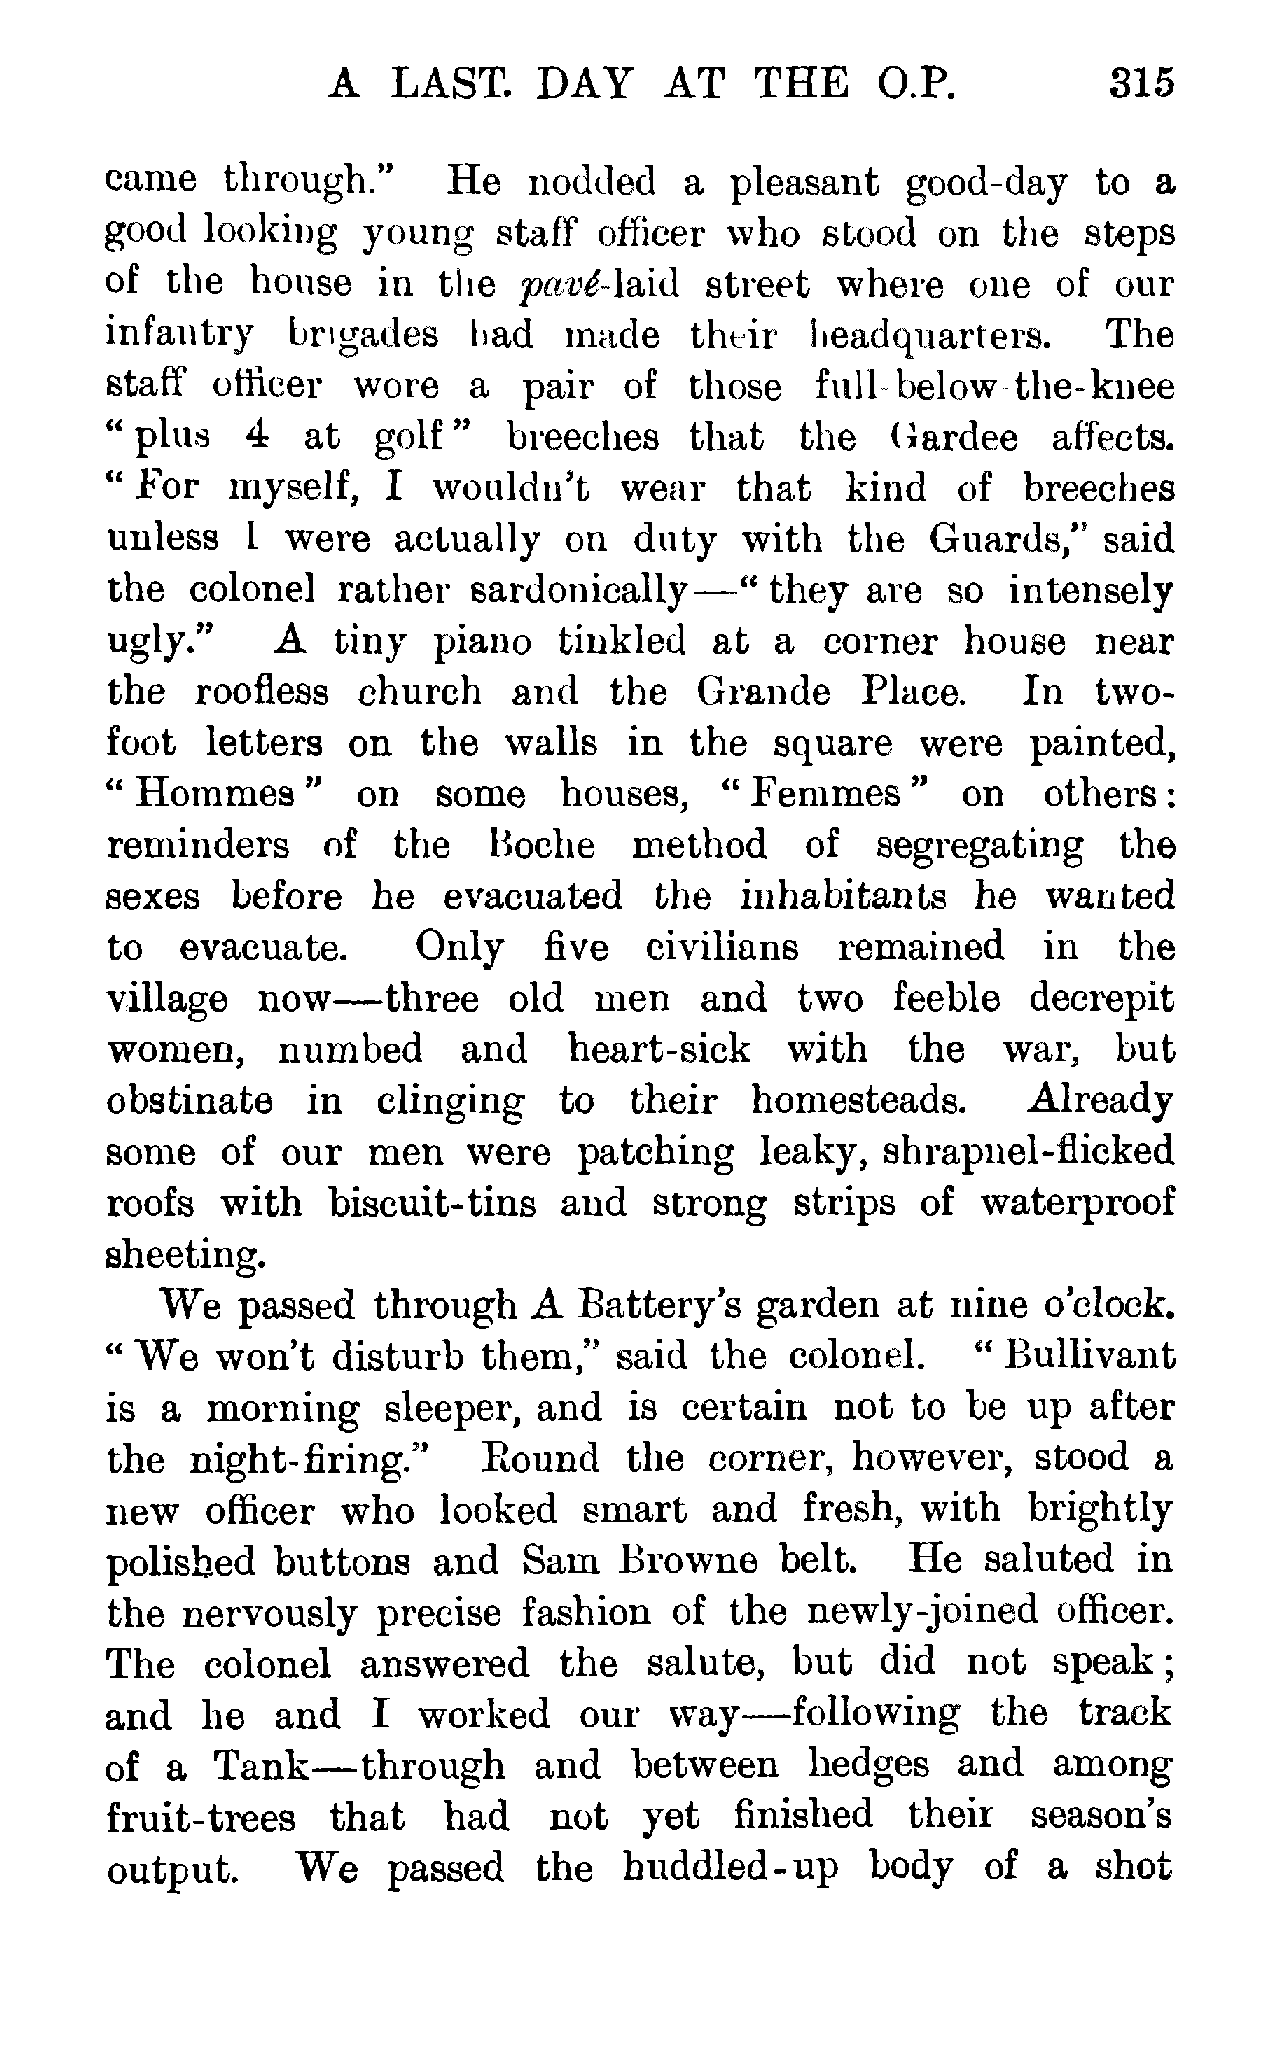 A LAST. DAY AT THE O.P. 315
came through." He nodded a pleasant good-day to a
good looking young staff officer who stood on the steps
of the house in the pavé-laid street where one of our
infantry brigades had made their headquarters. The
staff officer wore a pair of those full-below-the-knee
" plus 4 at golf " breeches that the Gardee affects.
" For myself, I wouldn't wear that kind of breeches
unless I were actually on duty with the Guards," said
the colonel rather sardonically—" they are so intensely
ugly." A tiny piano tinkled at a corner house near
the roofless church and the Grande Place. In two-
foot letters on the walls in the square were painted,
" Hommes " on some houses, " Femmes " on others :
reminders of the Boche method of segregating the
sexes before he evacuated the inhabitants he wanted
to evacuate. Only five civilians remained in the
village now—three old men and two feeble decrepit
women, numbed and heart-sick with the war, but
obstinate in clinging to their homesteads. Already
some of our men were patching leaky, shrapnel-flicked
roofs with biscuit-tins and strong strips of waterproof
sheeting.
We passed through A Battery's garden at nine o'clock.
" We won't disturb them," said the colonel. " Bullivant
is a morning sleeper, and is certain not to be up after
the night-firing." Round the corner, however, stood a
new officer who looked smart and fresh, with brightly
polished buttons and Sam Browne belt. He saluted in
the nervously precise fashion of the newly-joined officer.
The colonel answered the salute, but did not speak ;
and he and I worked our way—following the track
of a Tank—through and between hedges and among
fruit-trees that had not yet finished their season's
output. We passed the huddled-up body of a shot